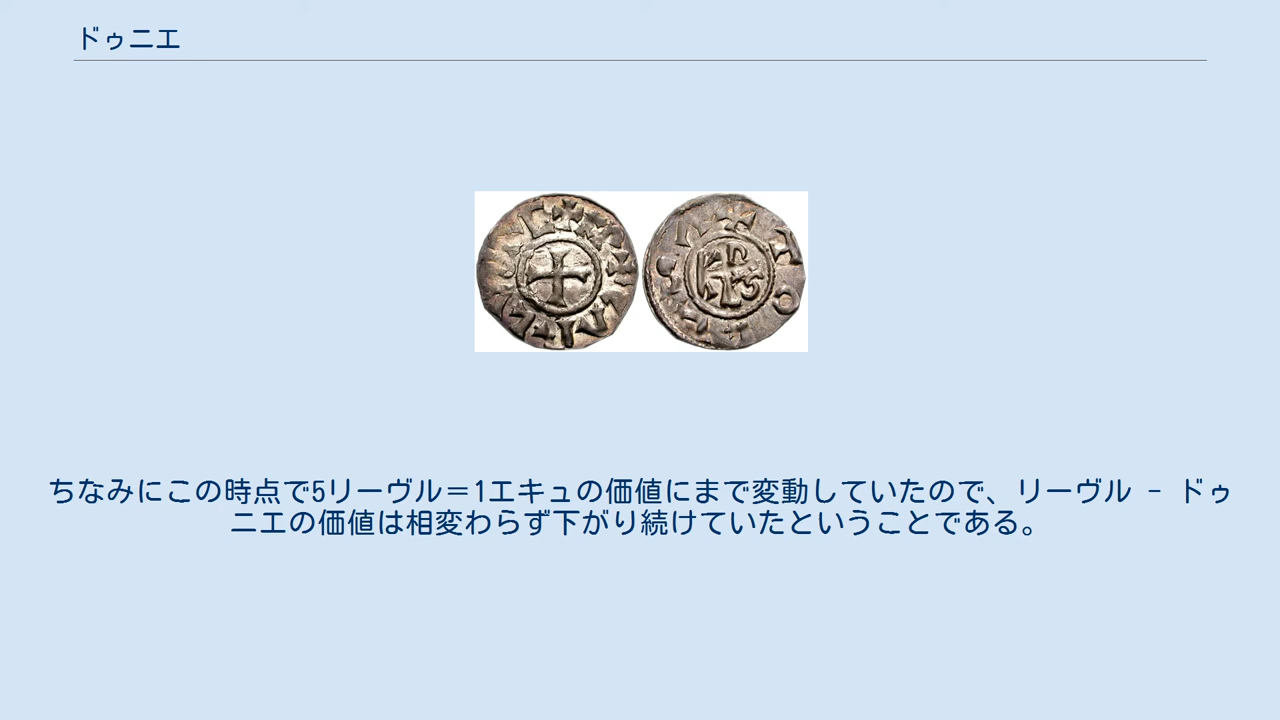 ドゥニエ
ちなみにこの時点で5リーヴル＝1エキュの価値にまで変動していたので、リーヴル － ドゥ
ニエの価値は相変わらず下がり続けていたということである。